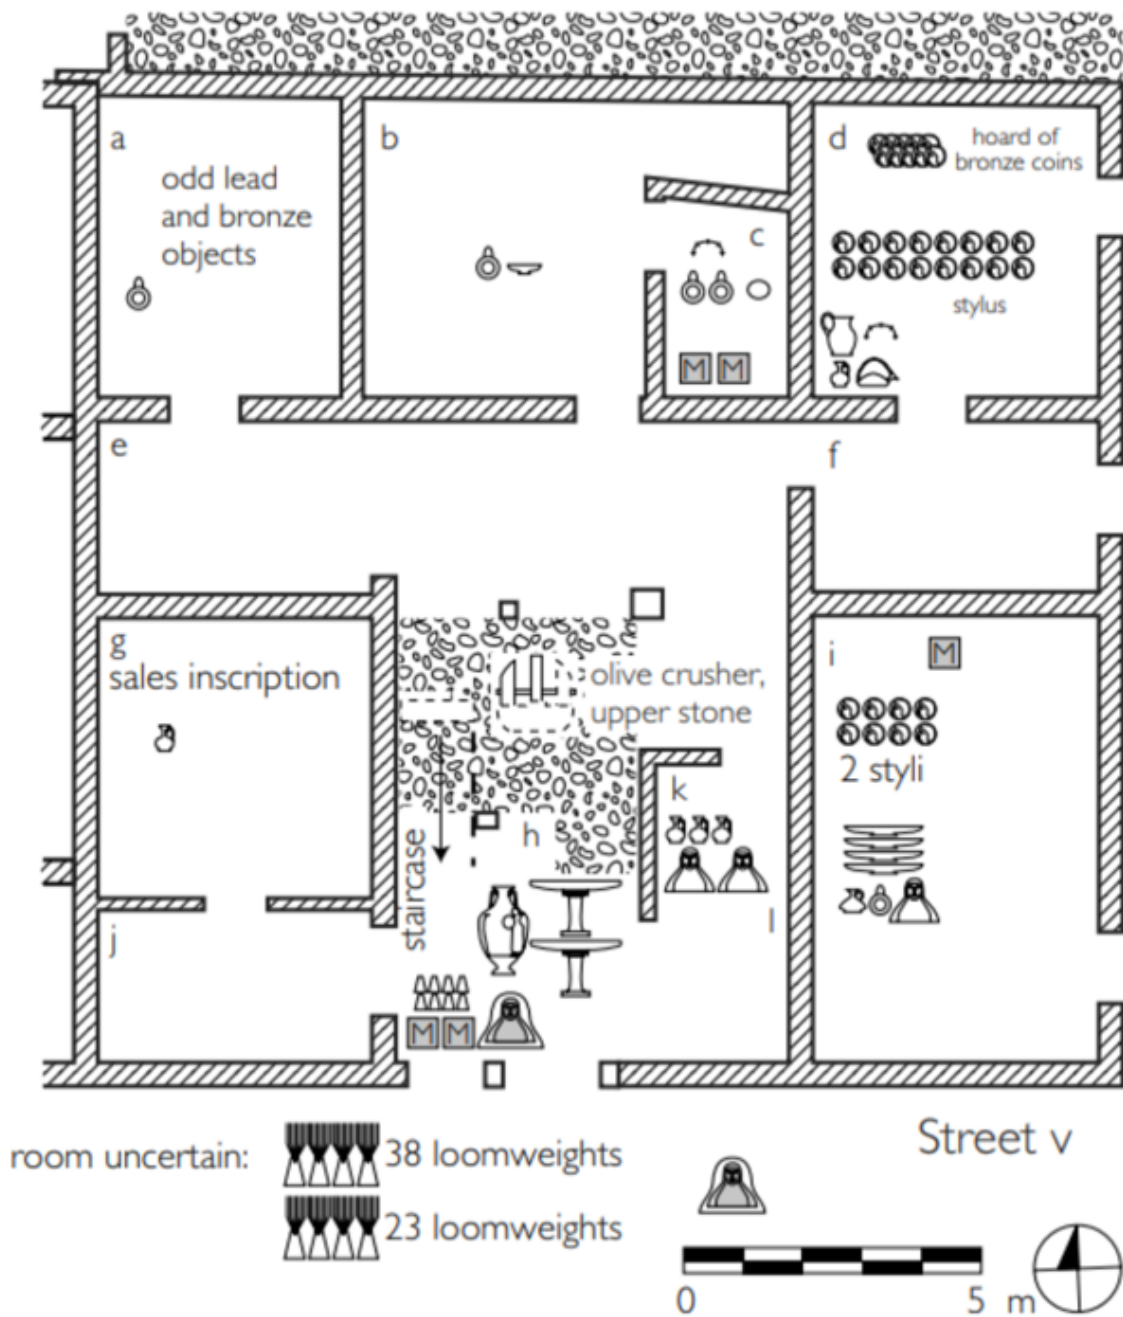 a
odd lead
and bronze
objects
b
c
M M
d
hoard of
bronze coins
stylus
e
f
g
sales inscription
olive crusher,
upper stone
staircase
h
M M
i
M
2 styli
j
k
l
room uncertain:
38 loomweights
23 loomweights
Street v
0 5 m